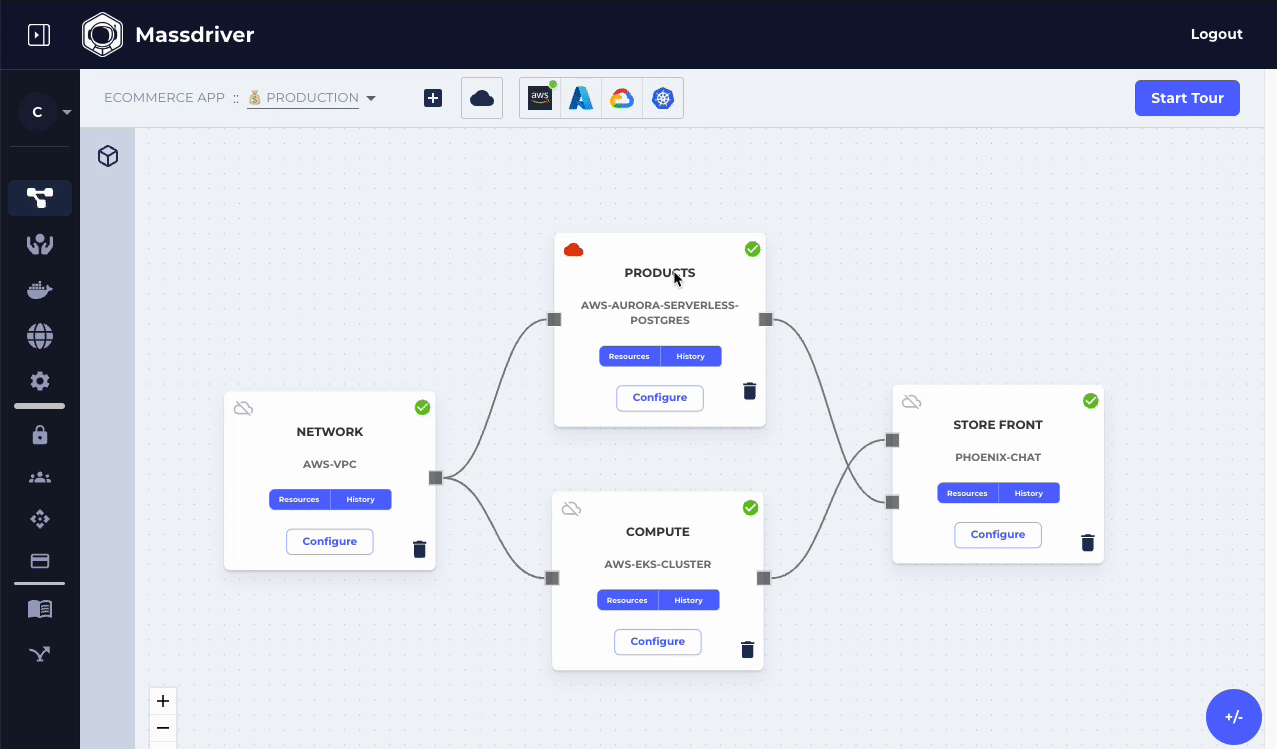 Massdriver
Logout
C
ECOMMERCE APP :: 💰 PRODUCTION
aws
Start Tour
PRODUCTS
AWS-AURORA-SERVERLESS-
POSTGRES
Resources History
Configure
NETWORK
AWS-VPC
Resources History
Configure
STORE FRONT
PHOENIX-CHAT
Resources History
Configure
COMPUTE
AWS-EKS-CLUSTER
Resources History
Configure
+
−
+/-